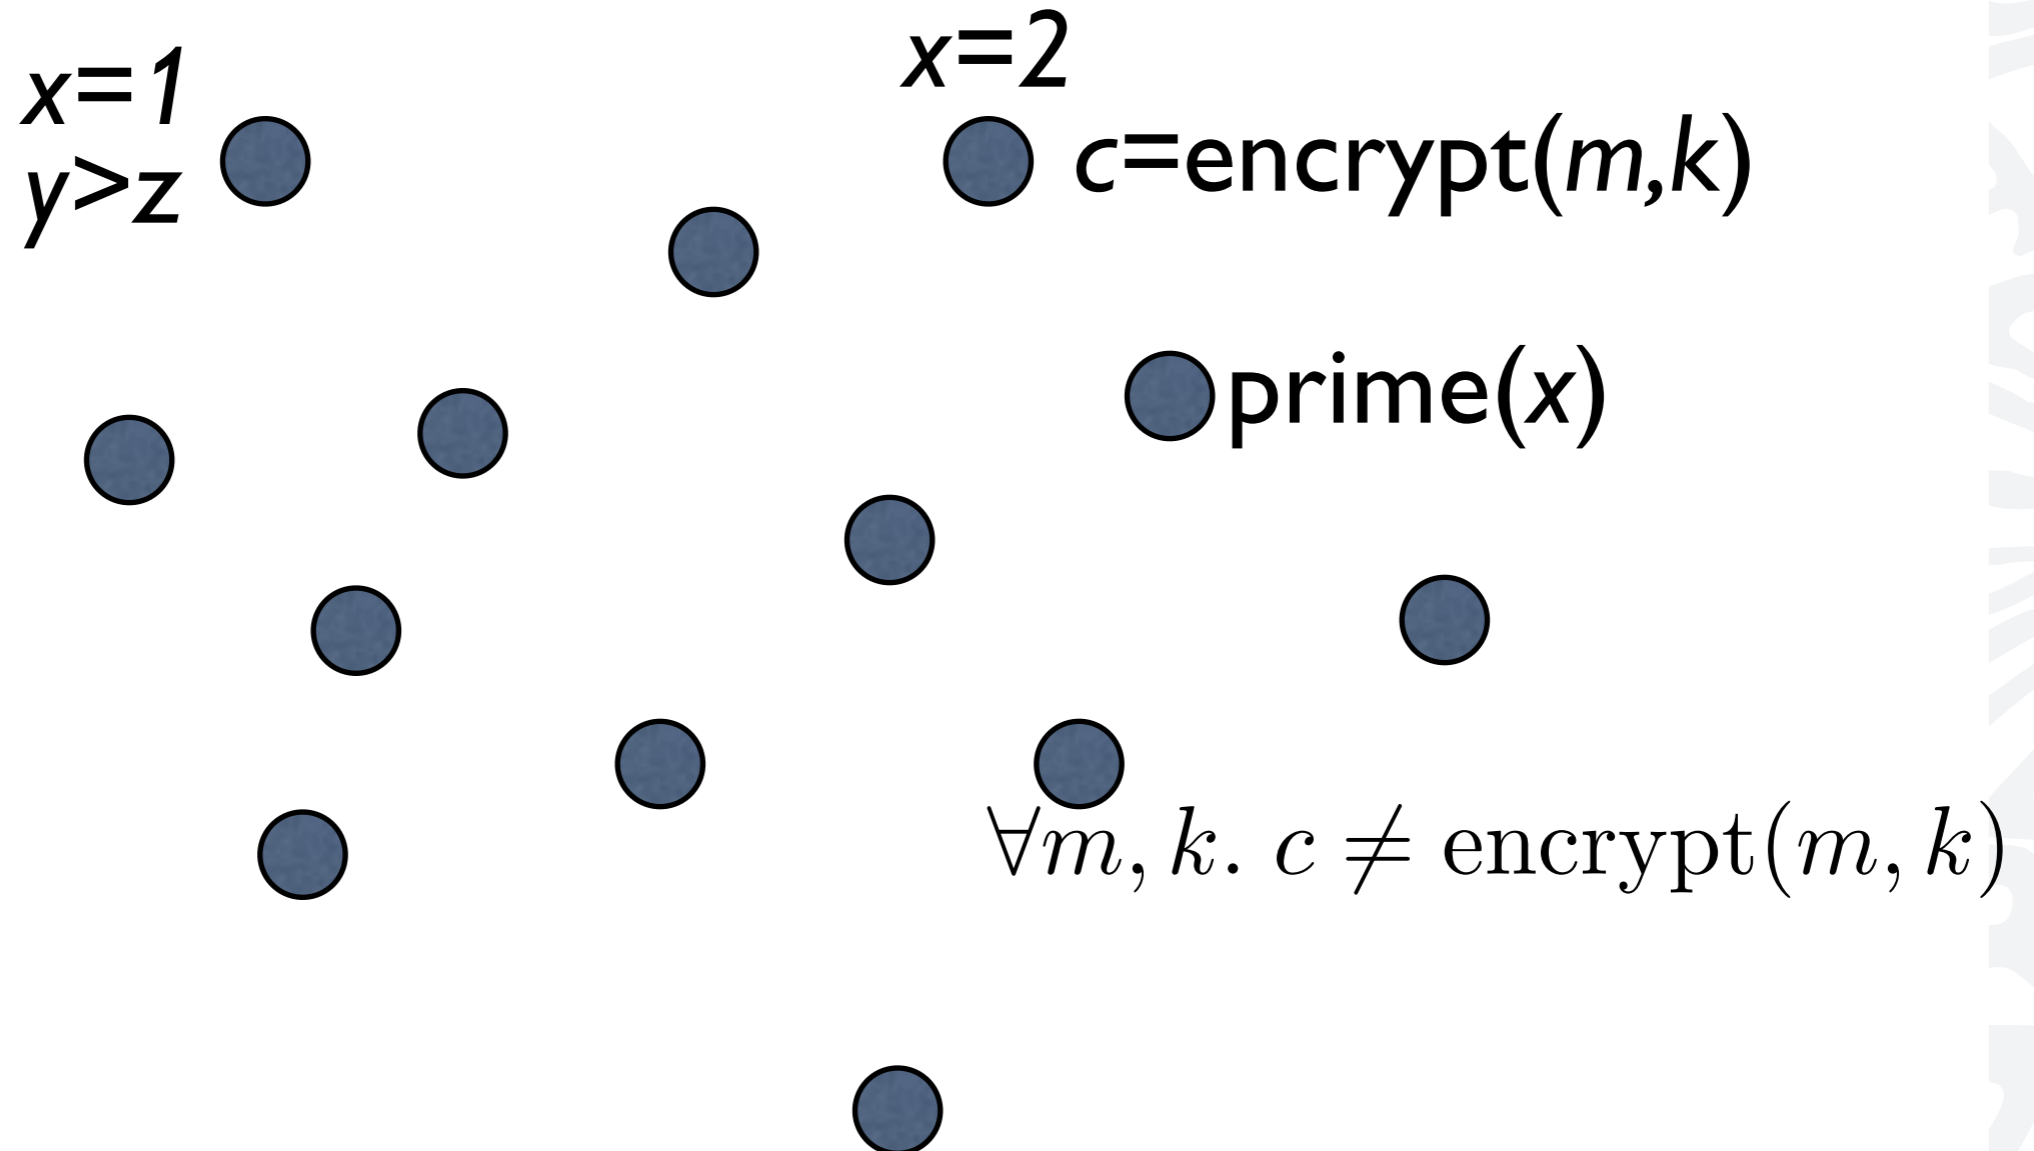 x=1
y>z
x=2
c=encrypt(m,k)
prime(x)
∀m, k. c ≠ encrypt(m, k)